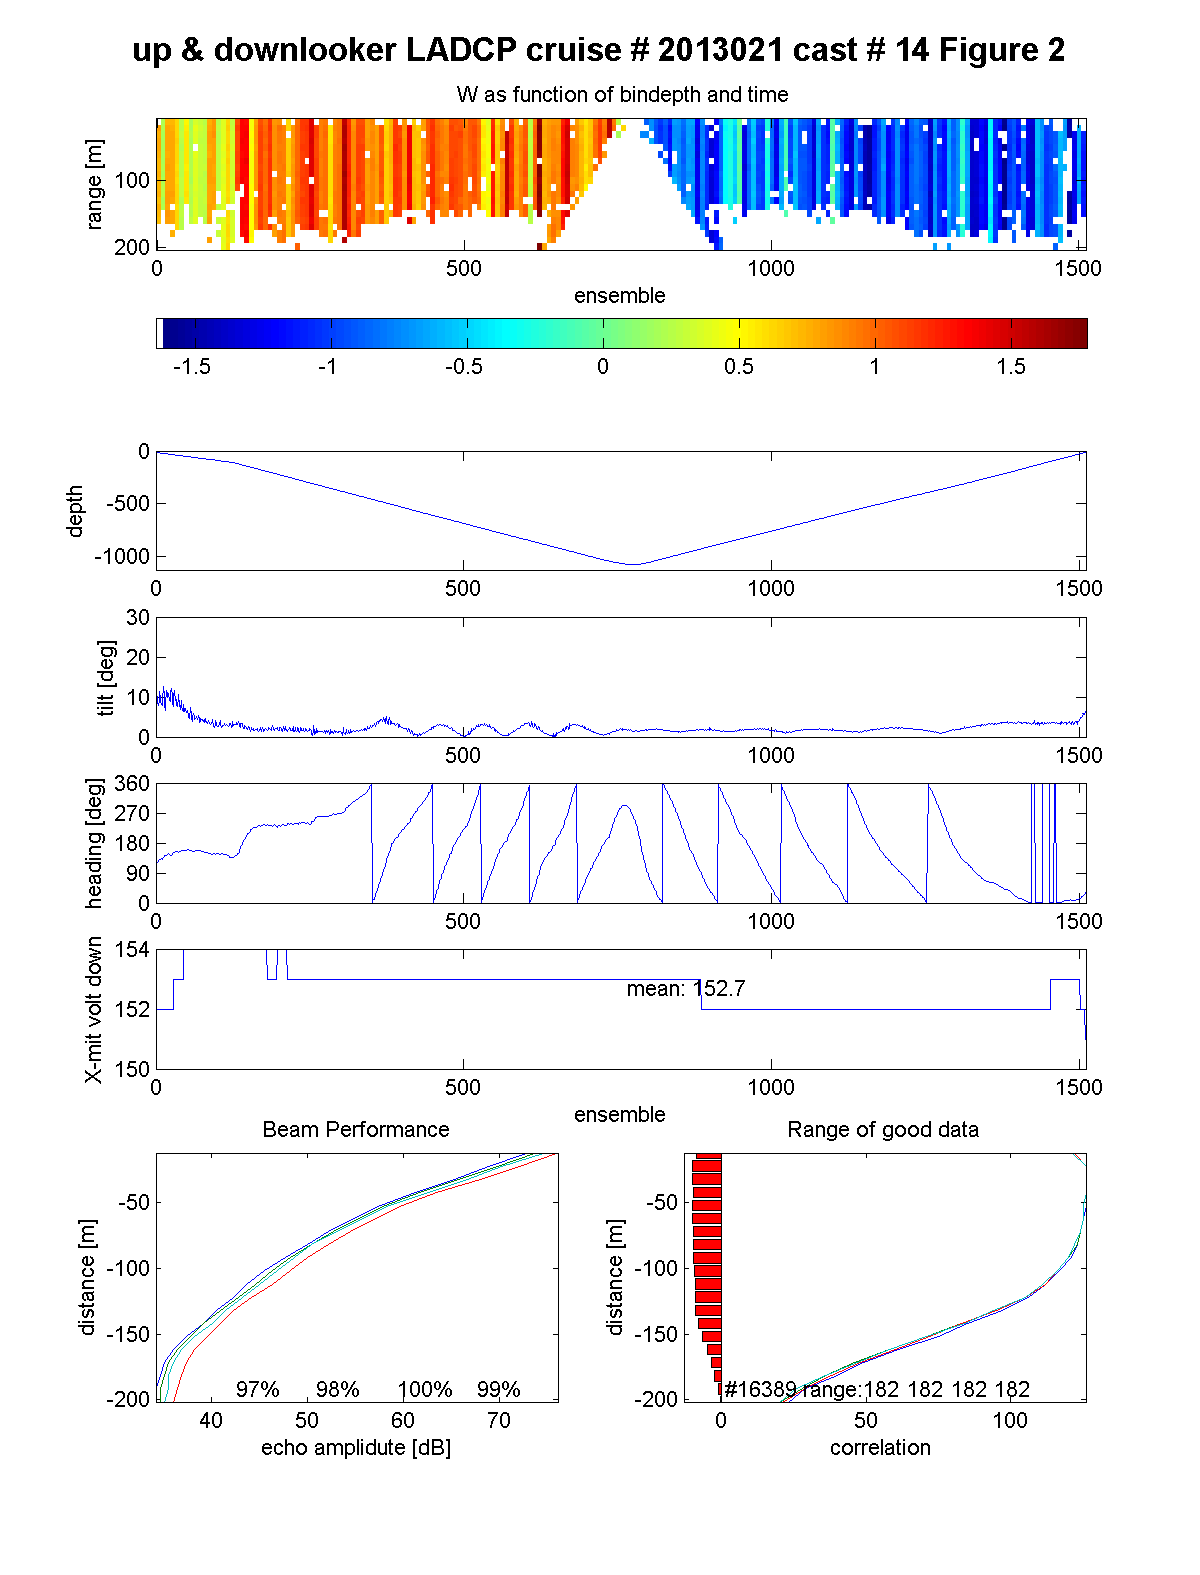 up & downlooker LADCP cruise # 2013021 cast # 14 Figure 2
W as function of bindepth and time
range [m]
100
200
0 500 1000 1500
ensemble
-1.5 -1 -0.5 0 0.5 1 1.5
depth
0
-500
-1000
0 500 1000 1500
tilt [deg]
30
20
10
0
0 500 1000 1500
heading [deg]
360
270
180
90
0
0 500 1000 1500
X-mit volt down
154
152
150
mean: 152.7
0 500 1000 1500
ensemble
Beam Performance
distance [m]
-50
-100
-150
-200
97% 98% 100% 99%
40 50 60 70
echo amplidute [dB]
Range of good data
distance [m]
-50
-100
-150
-200
#16389 range:182 182 182 182
0 50 100
correlation